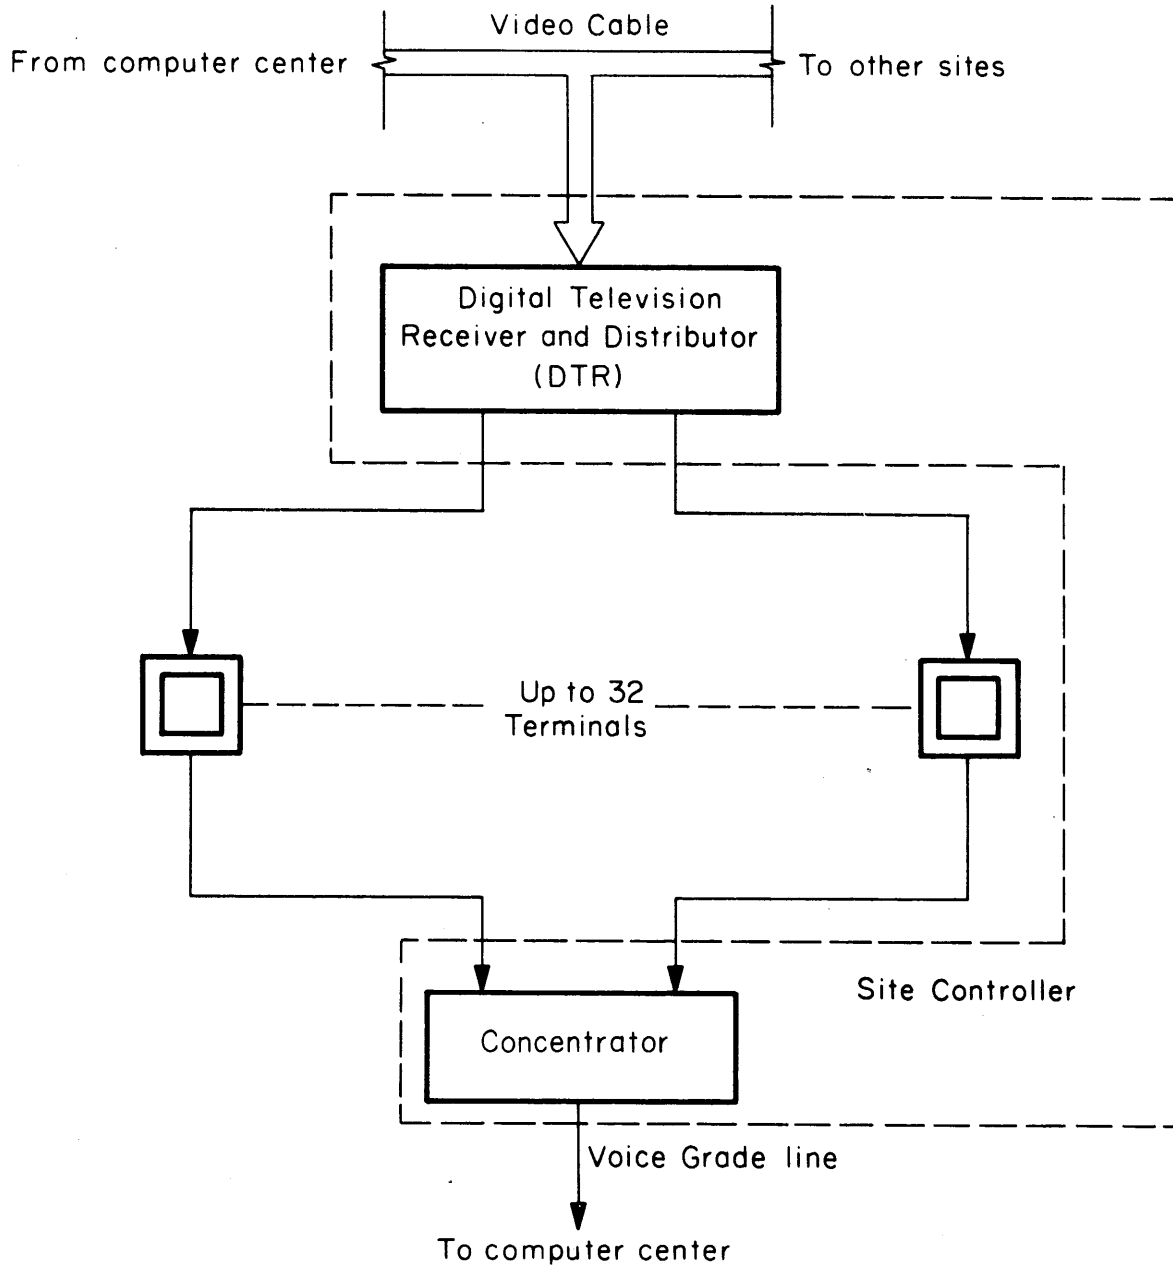 Video Cable
From computer center
To other sites
Digital Television
Receiver and Distributor
(DTR)
Up to 32
Terminals
Site Controller
Concentrator
Voice Grade line
To computer center